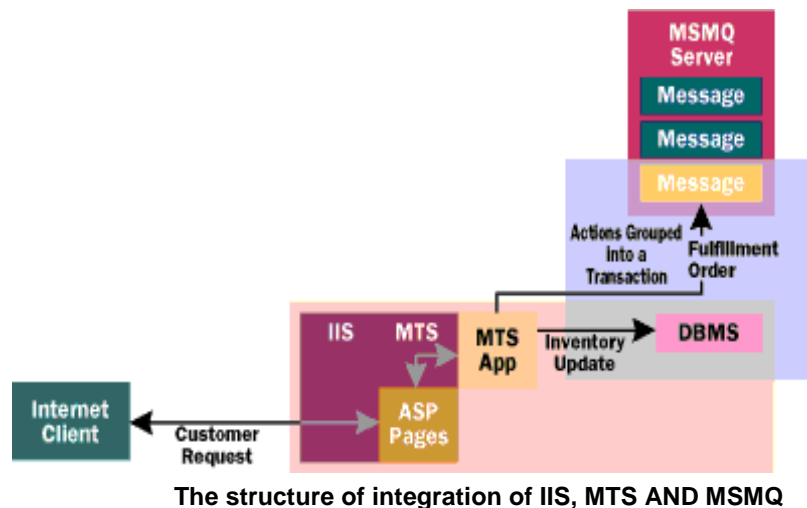 MSMQ
Server
Message
Message
Message
Actions Grouped
Into a
Transaction
Fulfillment
Order
IIS
MTS
MTS
App
Inventory
Update
DBMS
Internet
Client
Customer
Request
ASP
Pages
The structure of integration of IIS, MTS AND MSMQ